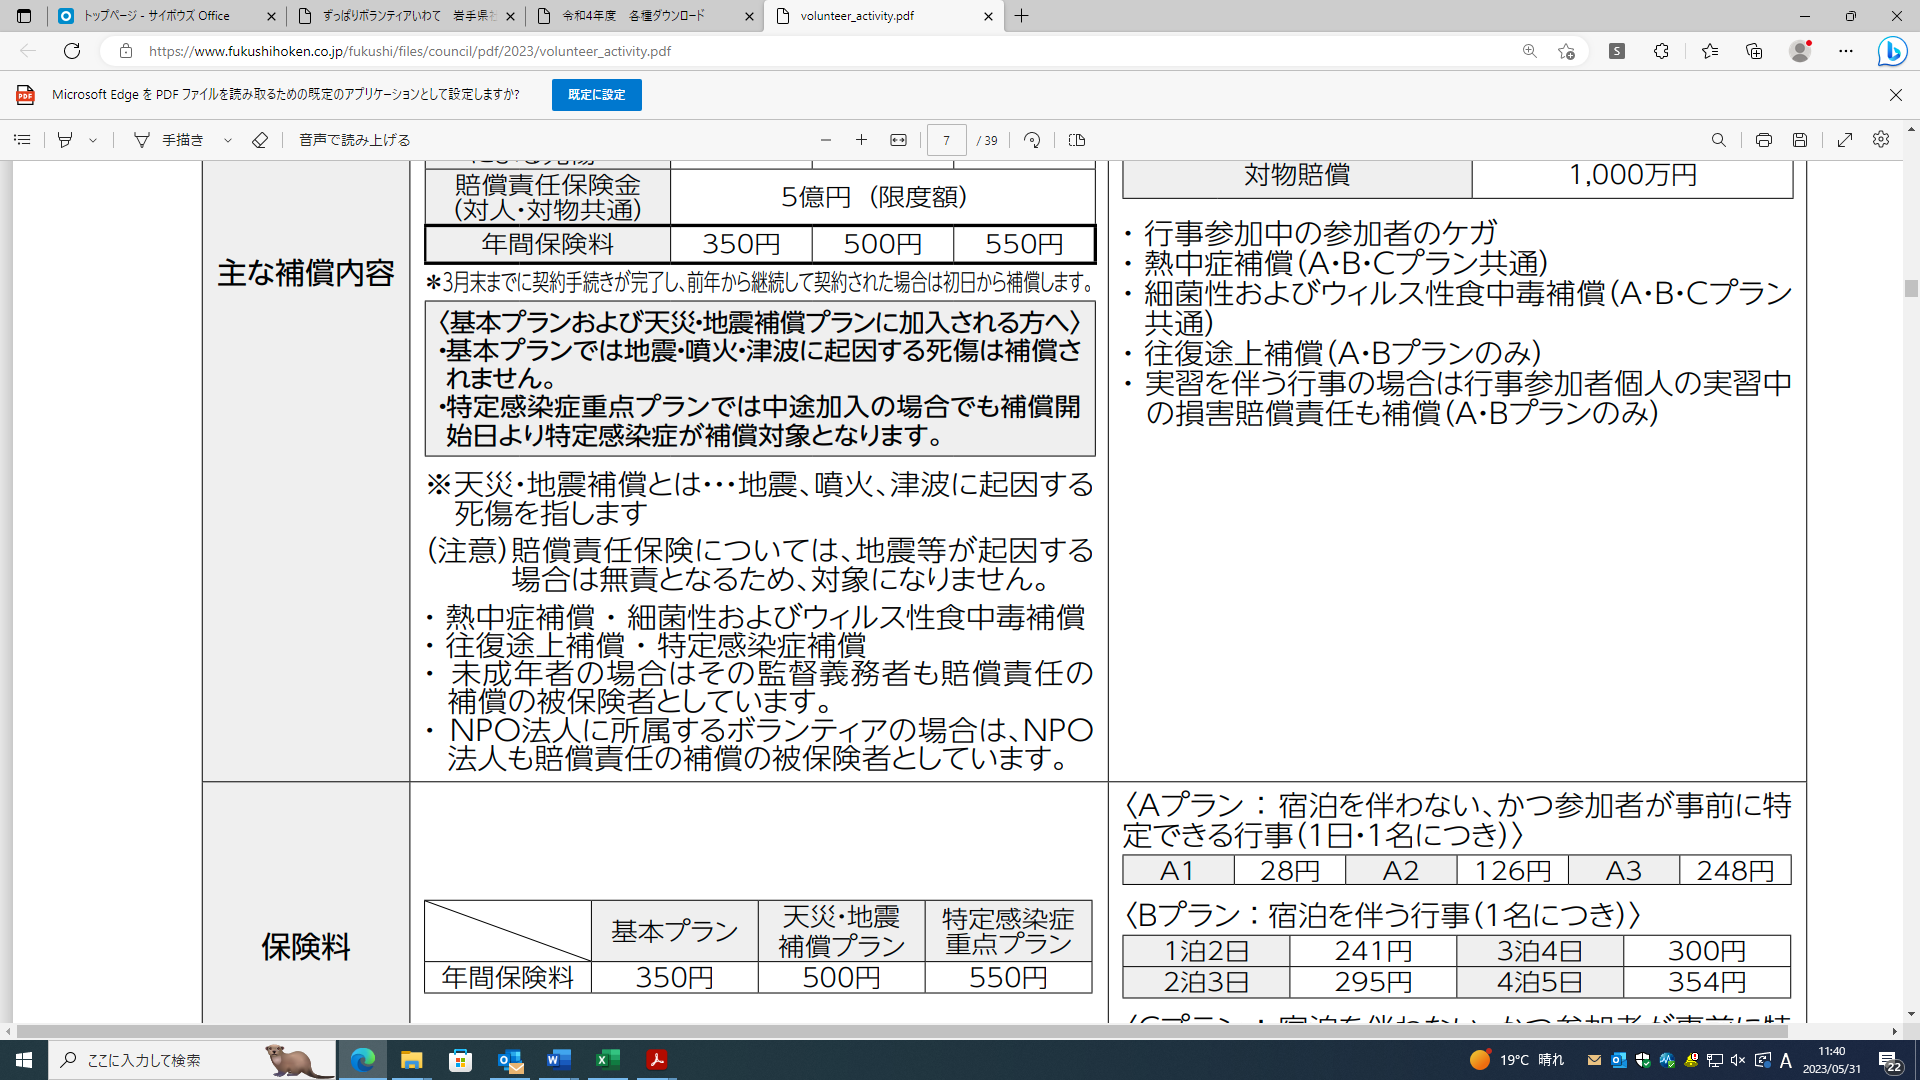 トップページ - サイボウズ Office
ずっぱりボランティアいわて 岩手県社
令和4年度 各種ダウンロード
volunteer_activity.pdf
https://www.fukushihoken.co.jp/fukushi/files/council/pdf/2023/volunteer_activity.pdf
Microsoft Edge を PDF ファイルを読み取るための既定のアプリケーションとして設定しますか?
既定に設定
手描き
音声で読み上げる
7 / 39
主な補償内容
賠償責任保険金
(対人・対物共通)
5億円（限度額）
年間保険料 350円 500円 550円
＊3月末までに契約手続きが完了し、前年から継続して契約された場合は初日から補償します。
〈基本プランおよび天災・地震補償プランに加入される方へ〉
・基本プランでは地震・噴火・津波に起因する死傷は補償さ
れません。
・特定感染症重点プランでは中途加入の場合でも補償開
始日より特定感染症が補償対象となります。
※天災・地震補償とは・・・地震、噴火、津波に起因する
死傷を指します
(注意)賠償責任保険については、地震等が起因する
場合は無責となるため、対象になりません。
・ 熱中症補償 ・ 細菌性およびウィルス性食中毒補償
・ 往復途上補償 ・ 特定感染症補償
・ 未成年者の場合はその監督義務者も賠償責任の
補償の被保険者としています。
・ NPO法人に所属するボランティアの場合は、NPO
法人も賠償責任の補償の被保険者としています。
対物賠償 1,000万円
・ 行事参加中の参加者のケガ
・ 熱中症補償(A・B・Cプラン共通)
・ 細菌性およびウィルス性食中毒補償(A・B・Cプラン
共通)
・ 往復途上補償(A・Bプランのみ)
・ 実習を伴う行事の場合は行事参加者個人の実習中
の損害賠償責任も補償(A・Bプランのみ)
保険料
基本プラン
天災・地震
補償プラン
特定感染症
重点プラン
年間保険料 350円 500円 550円
〈Aプラン：宿泊を伴わない、かつ参加者が事前に特
定できる行事(1日・1名につき)〉
A1 28円 A2 126円 A3 248円
〈Bプラン：宿泊を伴う行事(1名につき)〉
1泊2日 241円 3泊4日 300円
2泊3日 295円 4泊5日 354円
ここに入力して検索
19°C 晴れ
A
11:40
2023/05/31
22